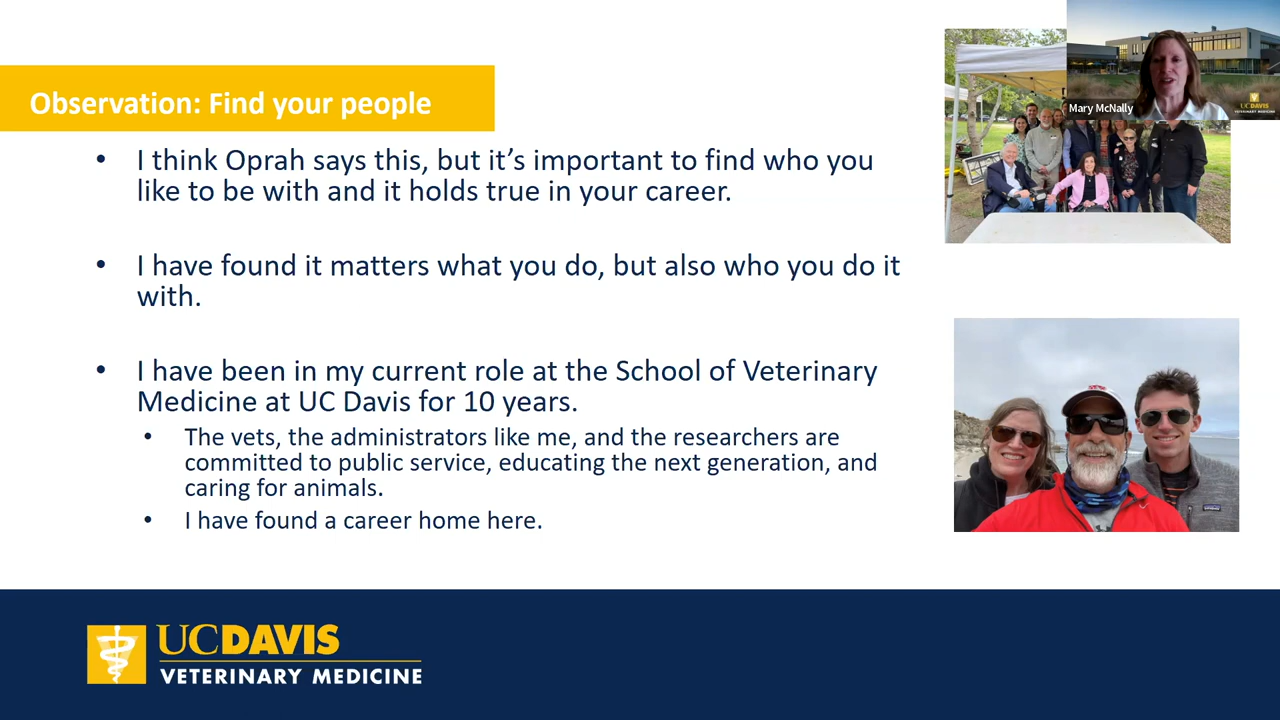 Observation: Find your people
• I think Oprah says this, but it’s important to find who you
like to be with and it holds true in your career.
• I have found it matters what you do, but also who you do it
with.
• I have been in my current role at the School of Veterinary
Medicine at UC Davis for 10 years.
• The vets, the administrators like me, and the researchers are
committed to public service, educating the next generation, and
caring for animals.
• I have found a career home here.
Mary McNally
UCDAVIS
VETERINARY MEDICINE
UCDAVIS
VETERINARY MEDICINE